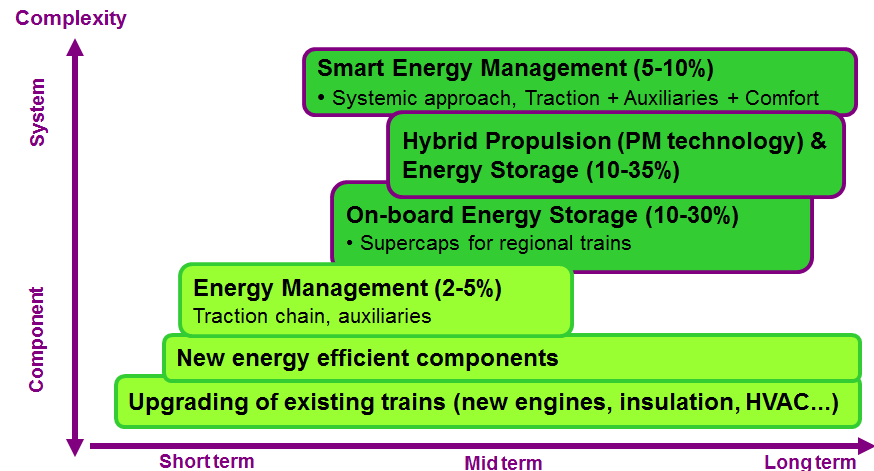 Complexity
System
Smart Energy Management (5-10%)
• Systemic approach, Traction + Auxiliaries + Comfort
Hybrid Propulsion (PM technology) &
Energy Storage (10-35%)
On-board Energy Storage (10-30%)
• Supercaps for regional trains
Component
Energy Management (2-5%)
Traction chain, auxiliaries
New energy efficient components
Upgrading of existing trains (new engines, insulation, HVAC...)
Short term Mid term Long term